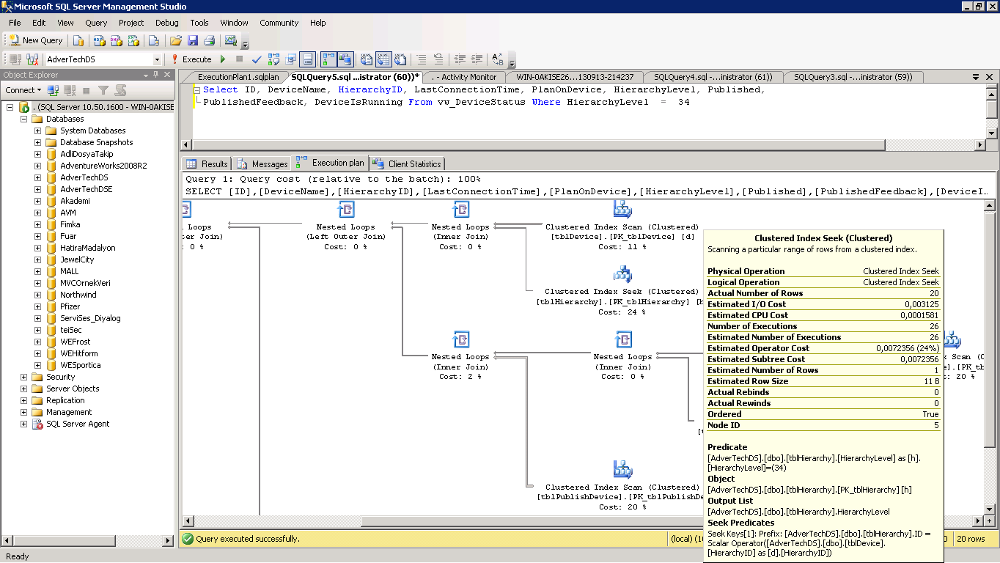 Microsoft SQL Server Management Studio
File Edit View Query Project Debug Tools Window Community Help
New Query
AdverTechDS Execute
Object Explorer
Connect
. (SQL Server 10.50.1600 - WIN-0AKISE
Databases
System Databases
Database Snapshots
AdliDosyaTakip
AdventureWorks2008R2
AdverTechDS
AdverTechDSE
Akademi
AVM
Fimka
Fuar
HatiraMadalyon
JewelCity
MALL
MVCOrnekVeri
Northwind
Pfizer
ServiSes_Diyalog
teiSec
WEFrost
WEHitform
WESportica
Security
Server Objects
Replication
Management
SQL Server Agent
ExecutionPlan1.sqlplan SQLQuery5.sql ...istrator (60))* . - Activity Monitor WIN-0AKISE26...130913-214237 SQLQuery4.sql -...inistrator (61)) SQLQuery3.sql -...inistrator (59))
Select ID, DeviceName, HierarchyID, LastConnectionTime, PlanOnDevice, HierarchyLevel, Published,
PublishedFeedback, DeviceIsRunning From vw_DeviceStatus Where HierarchyLevel = 34
Results Messages Execution plan Client Statistics
Query 1: Query cost (relative to the batch): 100%
SELECT [ID],[DeviceName],[HierarchyID],[LastConnectionTime],[PlanOnDevice],[HierarchyLevel],[Published],[PublishedFeedback],[DeviceI...
Loops
ter Join)
: 0 %
Nested Loops
(Left Outer Join)
Cost: 0 %
Nested Loops
(Inner Join)
Cost: 0 %
Clustered Index Scan (Clustered)
[tblDevice].[PK_tblDevice] [d]
Cost: 11 %
Clustered Index Seek (Clustered)
[tblHierarchy].[PK_tblHierarchy] [h
Cost: 24 %
Nested Loops
(Inner Join)
Cost: 2 %
Nested Loops
(Inner Join)
Cost: 0 %
Scan (Clustered)
].[PK_t
: 20 %
Clustered Index Scan (Clustered)
[tblPublishDevice].[PK_tblPublishDe
Cost: 20 %
Clustered Index Seek (Clustered)
Scanning a particular range of rows from a clustered index.
Physical Operation Clustered Index Seek
Logical Operation Clustered Index Seek
Actual Number of Rows 20
Estimated I/O Cost 0,003125
Estimated CPU Cost 0,0001581
Number of Executions 26
Estimated Number of Executions 26
Estimated Operator Cost 0,0072356 (24%)
Estimated Subtree Cost 0,0072356
Estimated Number of Rows 1
Estimated Row Size 11 B
Actual Rebinds 0
Actual Rewinds 0
Ordered True
Node ID 5
Predicate
[AdverTechDS].[dbo].[tblHierarchy].[HierarchyLevel] as [h].
[HierarchyLevel]=(34)
Object
[AdverTechDS].[dbo].[tblHierarchy].[PK_tblHierarchy] [h]
Output List
[AdverTechDS].[dbo].[tblHierarchy].HierarchyLevel
Seek Predicates
Seek Keys[1]: Prefix: [AdverTechDS].[dbo].[tblHierarchy].ID =
Scalar Operator([AdverTechDS].[dbo].[tblDevice].
[HierarchyID] as [d].[HierarchyID])
Query executed successfully. (local) (10 0 20 rows
Ready